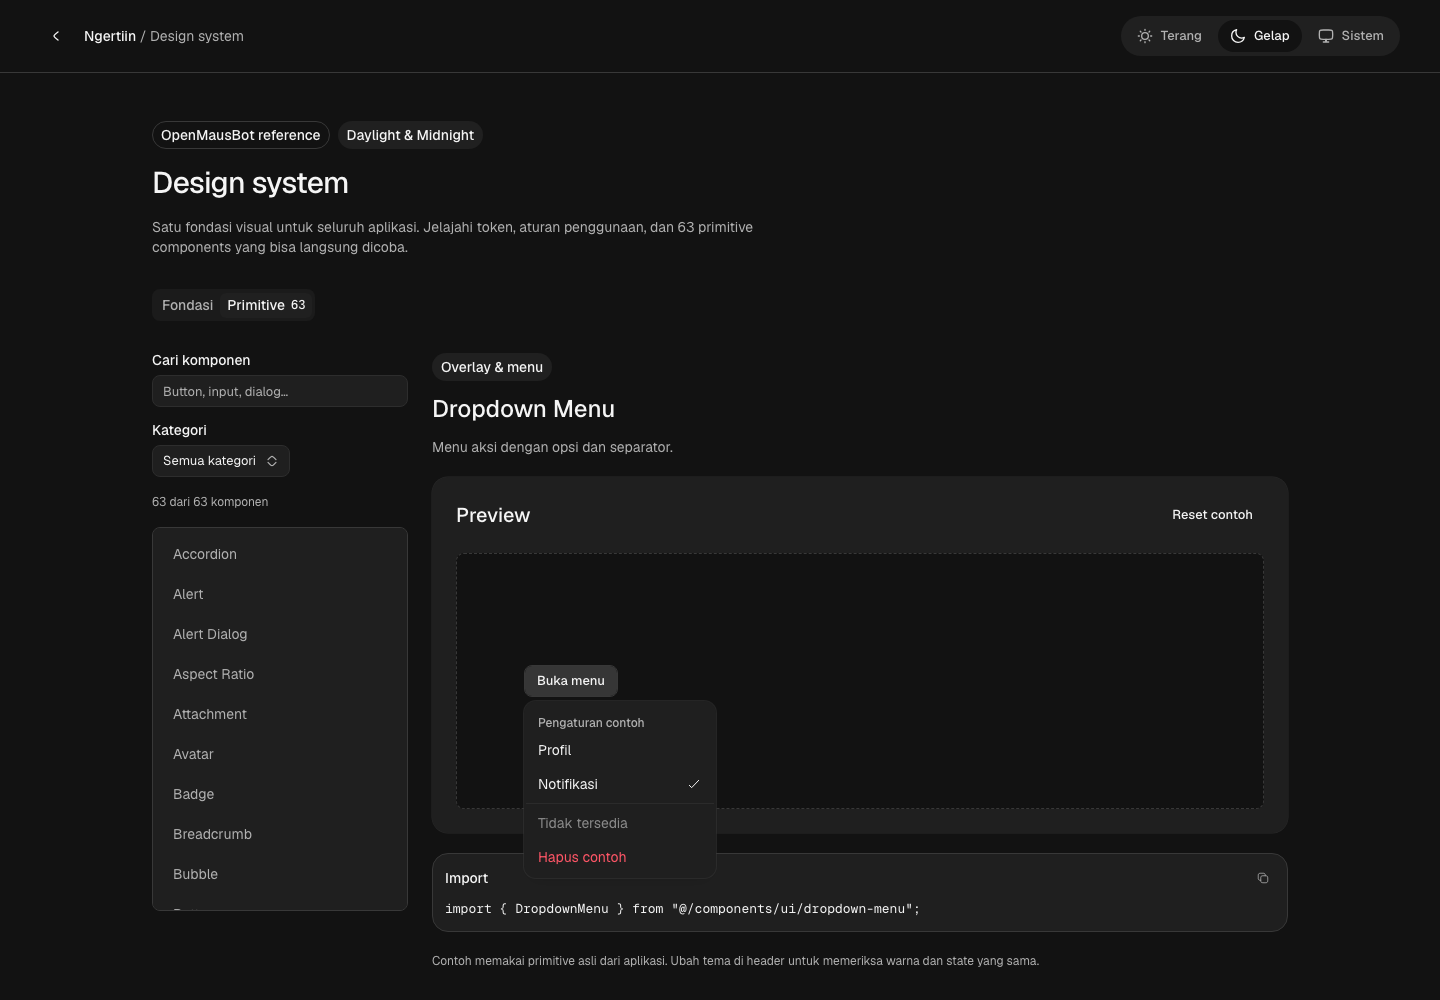 Ngertiin / Design system
Terang
Gelap
Sistem
OpenMausBot reference
Daylight & Midnight
Design system
Satu fondasi visual untuk seluruh aplikasi. Jelajahi token, aturan penggunaan, dan 63 primitive
components yang bisa langsung dicoba.
Fondasi
Primitive 63
Cari komponen
Button, input, dialog…
Kategori
Semua kategori
63 dari 63 komponen
Accordion
Alert
Alert Dialog
Aspect Ratio
Attachment
Avatar
Badge
Breadcrumb
Bubble
Overlay & menu
Dropdown Menu
Menu aksi dengan opsi dan separator.
Preview
Reset contoh
Buka menu
Pengaturan contoh
Profil
Notifikasi
Tidak tersedia
Hapus contoh
Import
import { DropdownMenu } from "@/components/ui/dropdown-menu";
Contoh memakai primitive asli dari aplikasi. Ubah tema di header untuk memeriksa warna dan state yang sama.